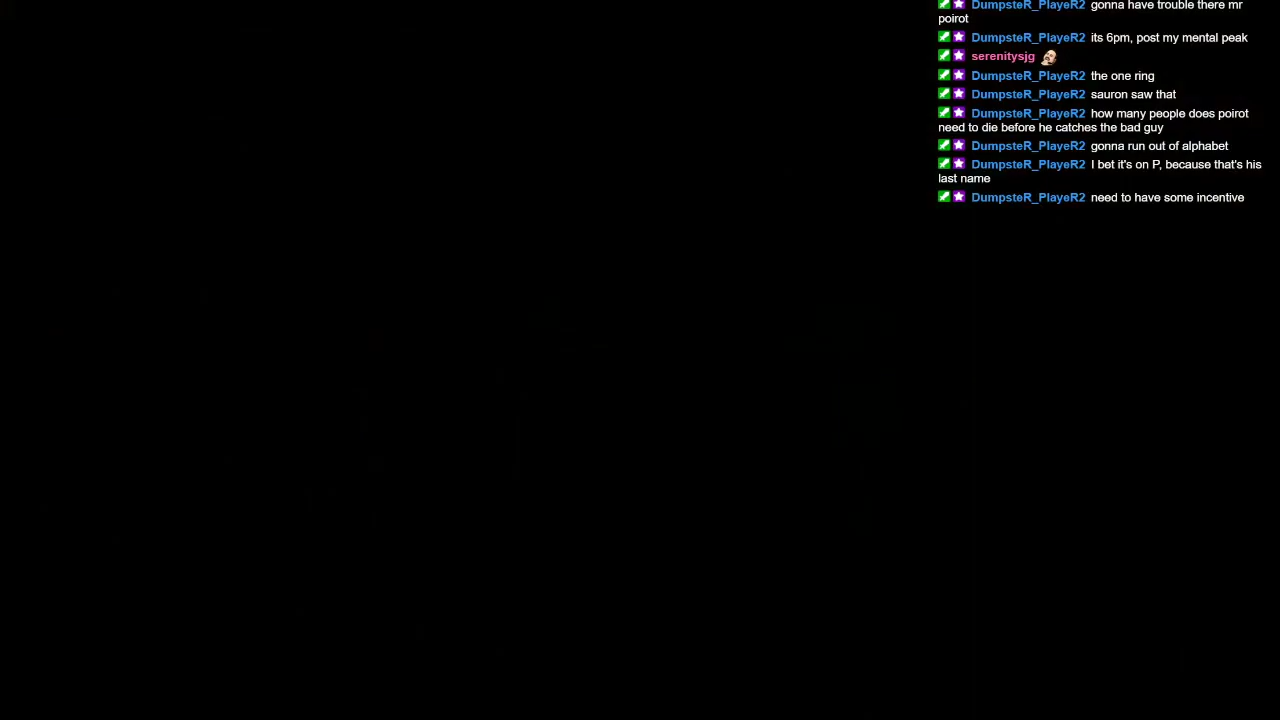 DumpsteR_PlayeR2 gonna have trouble there mr
poirot
DumpsteR_PlayeR2 its 6pm, post my mental peak
serenitysjg
DumpsteR_PlayeR2 the one ring
DumpsteR_PlayeR2 sauron saw that
DumpsteR_PlayeR2 how many people does poirot
need to die before he catches the bad guy
DumpsteR_PlayeR2 gonna run out of alphabet
DumpsteR_PlayeR2 I bet it's on P, because that's his
last name
DumpsteR_PlayeR2 need to have some incentive